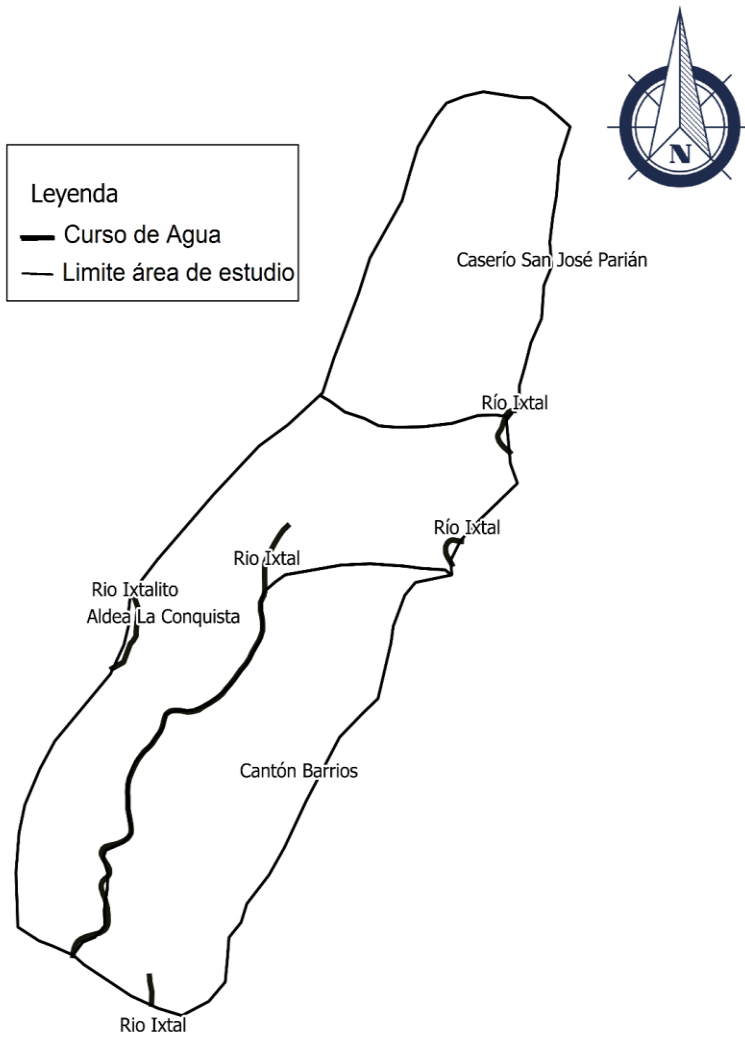 N
Leyenda
Curso de Agua
Limite área de estudio
Caserío San José Parián
Río Ixtal
Río Ixtal
Rio Ixtal
Rio Ixtalito
Aldea La Conquista
Cantón Barrios
Rio Ixtal